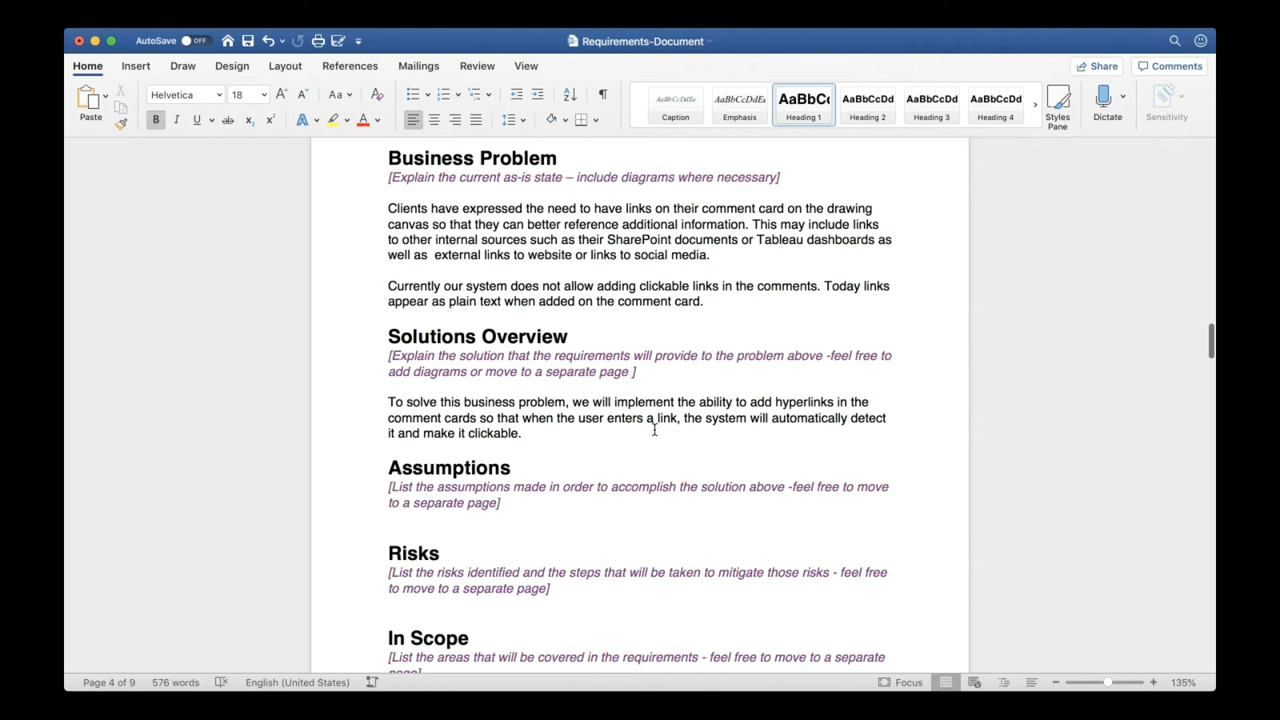 AutoSave OFF Requirements-Document
Home Insert Draw Design Layout References Mailings Review View Share Comments
Helvetica 18 Aa
AaBbCcDdEe AaBbCcDdEe AaBbCc AaBbCcDd AaBbCcDd AaBbCcDd
Paste Caption Emphasis Heading 1 Heading 2 Heading 3 Heading 4 Styles Pane Dictate Sensitivity
Business Problem
[Explain the current as-is state – include diagrams where necessary]
Clients have expressed the need to have links on their comment card on the drawing
canvas so that they can better reference additional information. This may include links
to other internal sources such as their SharePoint documents or Tableau dashboards as
well as  external links to website or links to social media.
Currently our system does not allow adding clickable links in the comments. Today links
appear as plain text when added on the comment card.
Solutions Overview
[Explain the solution that the requirements will provide to the problem above -feel free to
add diagrams or move to a separate page ]
To solve this business problem, we will implement the ability to add hyperlinks in the
comment cards so that when the user enters a link, the system will automatically detect
it and make it clickable.
Assumptions
[List the assumptions made in order to accomplish the solution above -feel free to move
to a separate page]
Risks
[List the risks identified and the steps that will be taken to mitigate those risks - feel free
to move to a separate page]
In Scope
[List the areas that will be covered in the requirements - feel free to move to a separate
page]
Page 4 of 9 576 words English (United States) Focus 135%